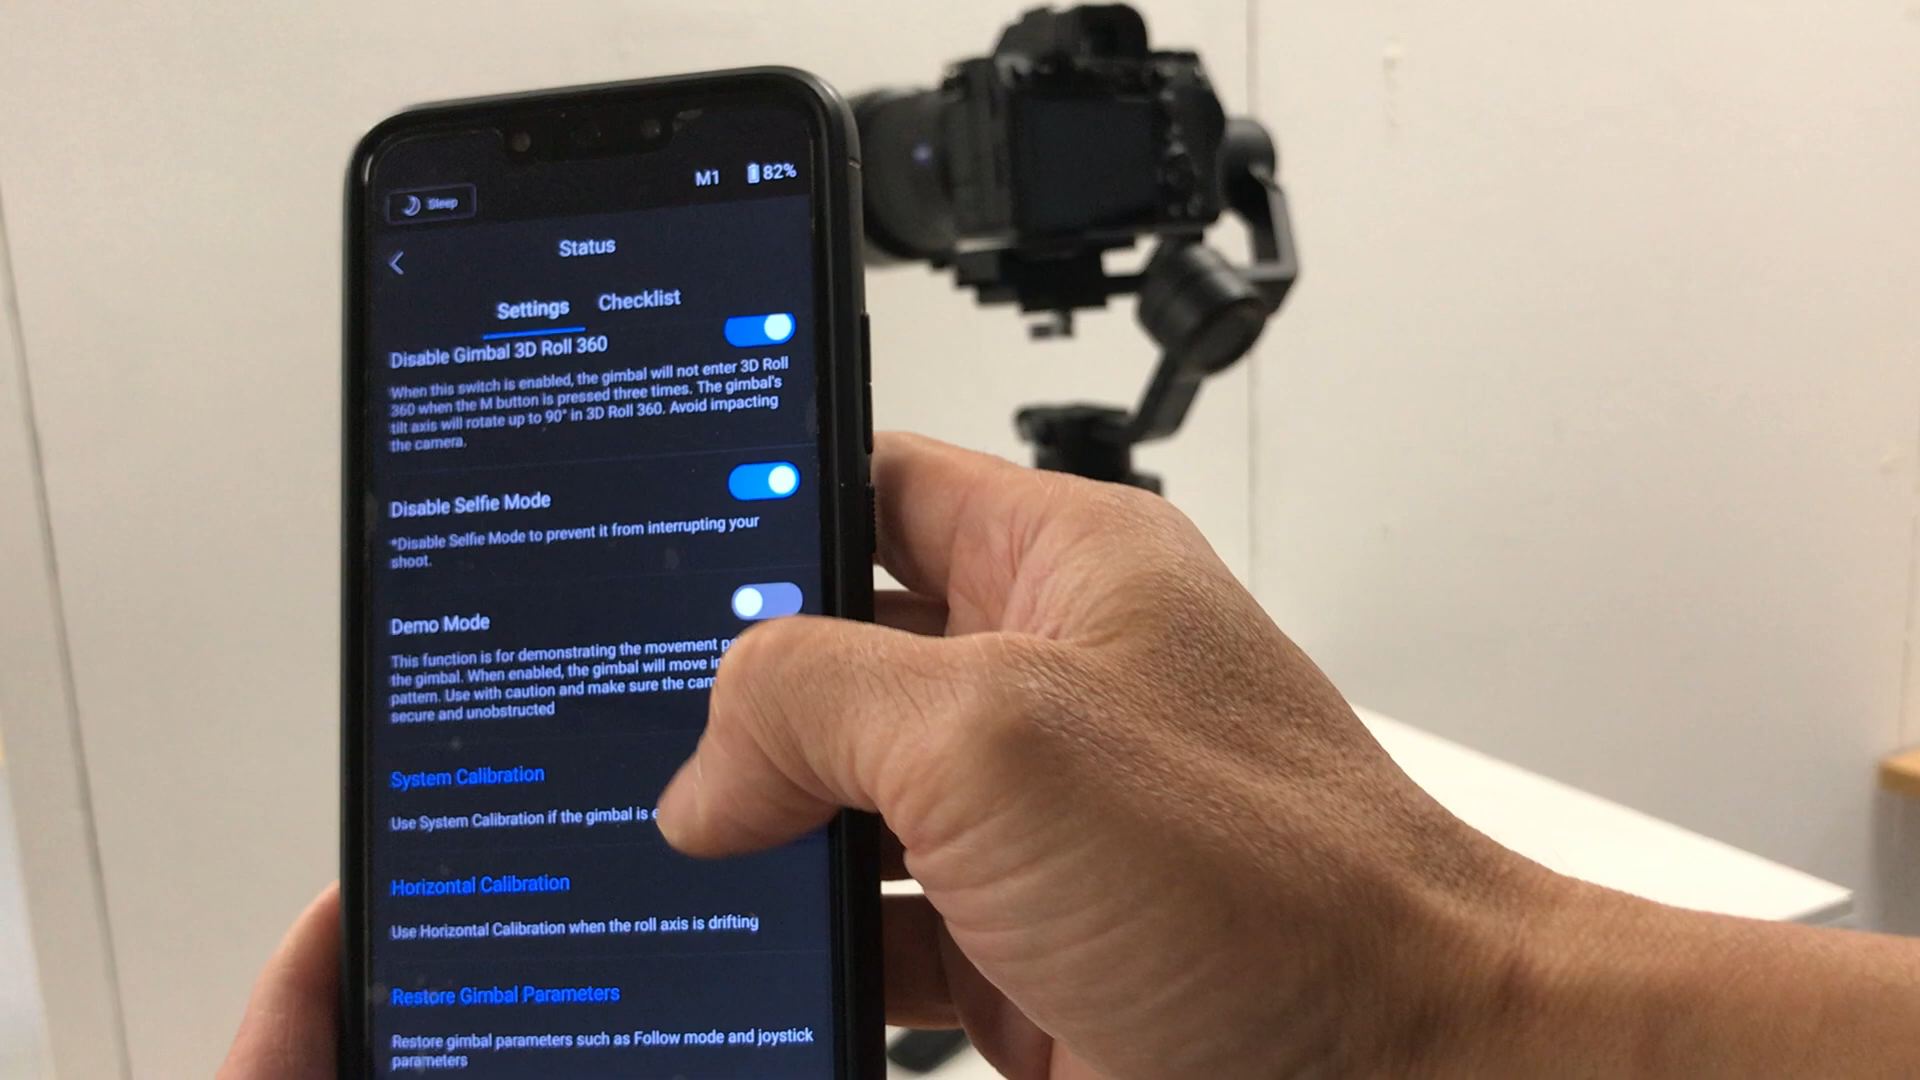 M1 82%
Sleep
Status
Settings Checklist
Disable Gimbal 3D Roll 360
When this switch is enabled, the gimbal will not enter 3D Roll
360 when the M button is pressed three times. The gimbal's
tilt axis will rotate up to 90° in 3D Roll 360. Avoid impacting
the camera.
Disable Selfie Mode
*Disable Selfie Mode to prevent it from interrupting your
shoot.
Demo Mode
This function is for demonstrating the movement
the gimbal. When enabled, the gimbal will move
pattern. Use with caution and make sure the
secure and unobstructed
System Calibration
Use System Calibration if the gimbal is
Horizontal Calibration
Use Horizontal Calibration when the roll axis is drifting
Restore Gimbal Parameters
Restore gimbal parameters such as Follow mode and joystick
parameters